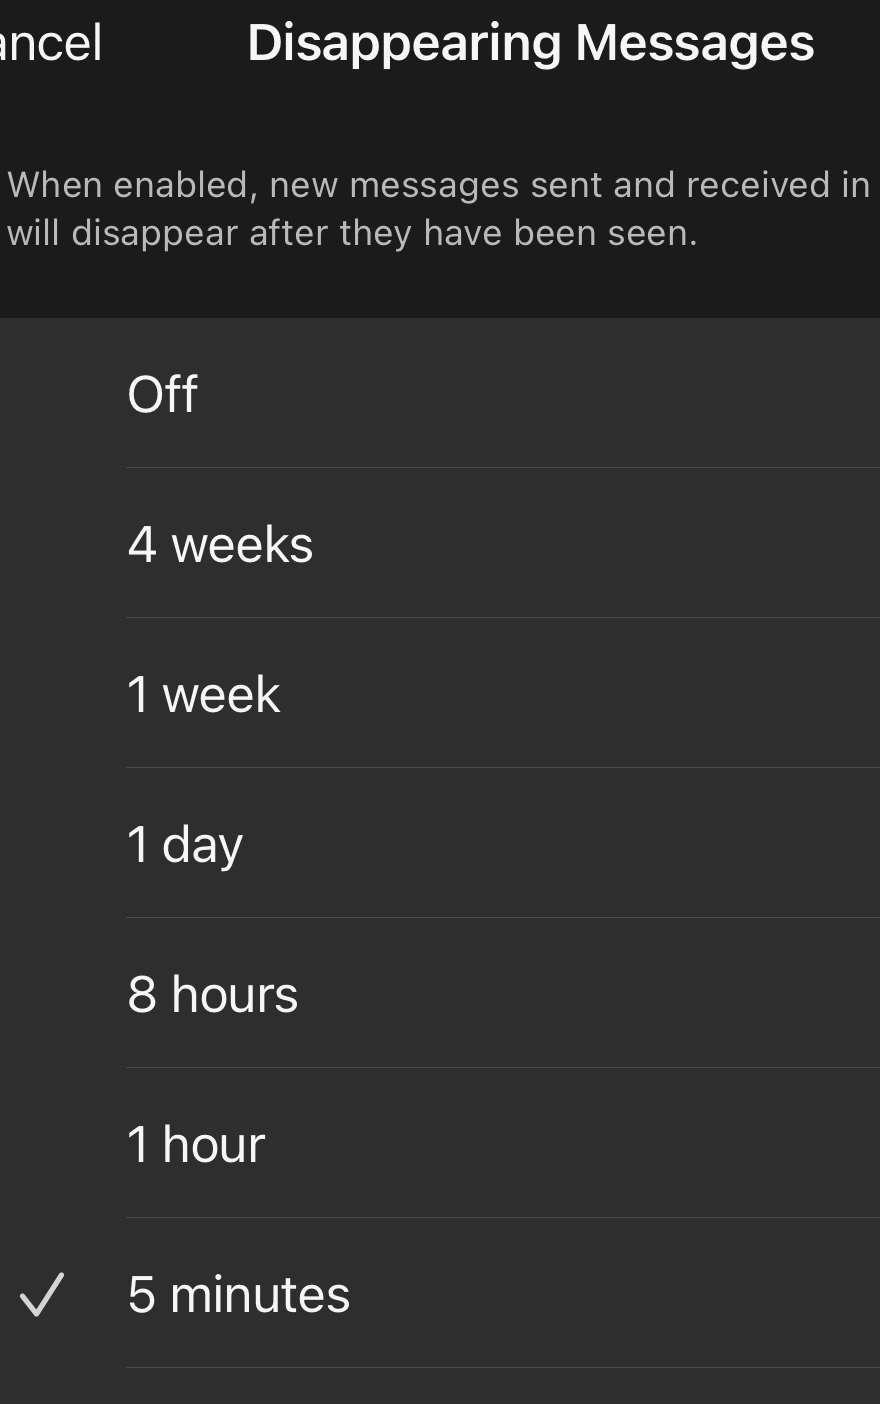 ancel Disappearing Messages
When enabled, new messages sent and received in
will disappear after they have been seen.
Off
4 weeks
1 week
1 day
8 hours
1 hour
5 minutes